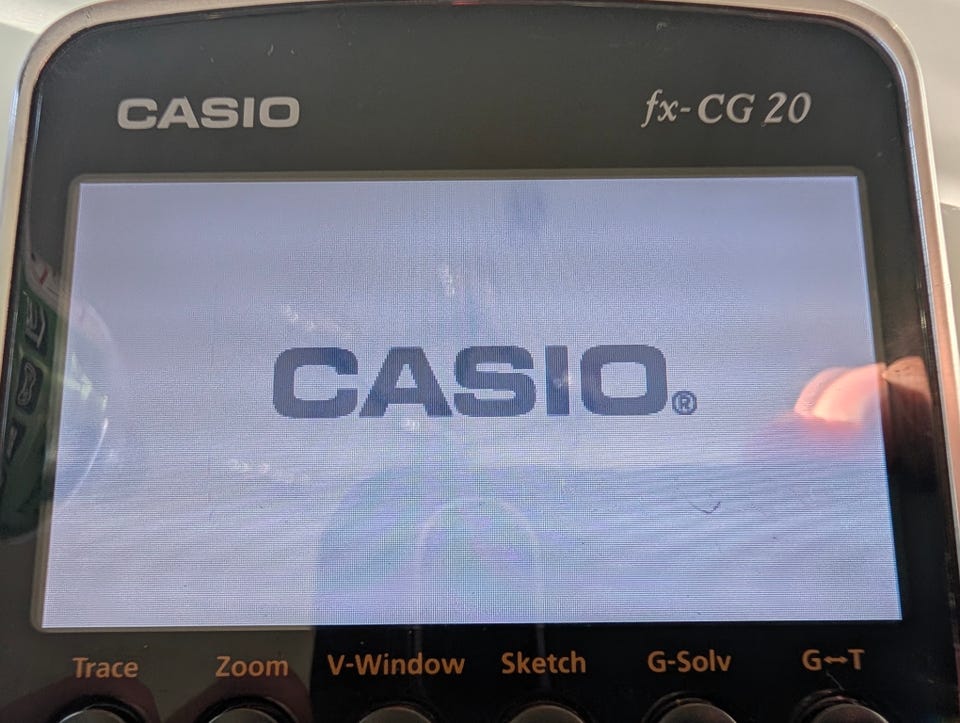 CASIO fx-CG 20
CASIO®
Trace Zoom V-Window Sketch G-Solv G↔T